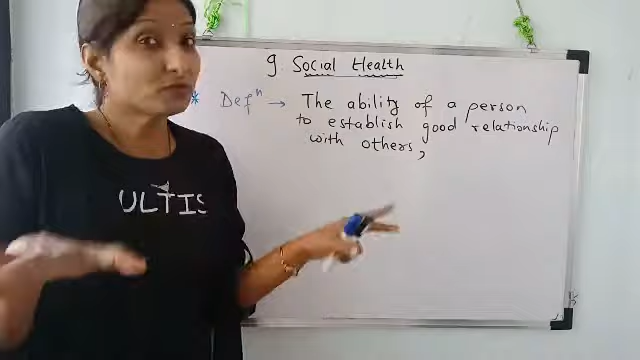 9. Social Health
* Defⁿ → The ability of a person
to establish good relationship
with others,
ULTIS